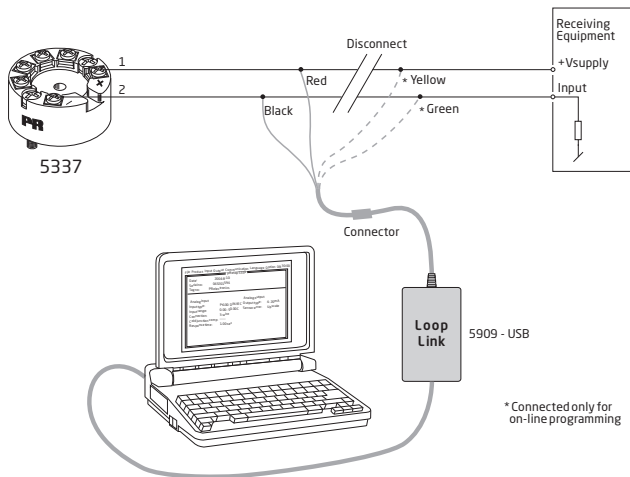 Receiving
Equipment
+Vsupply
Input
Disconnect
1
2
Red
* Yellow
Black
* Green
PR
5337
Connector
Loop
Link
5909 - USB
* Connected only for
on-line programming